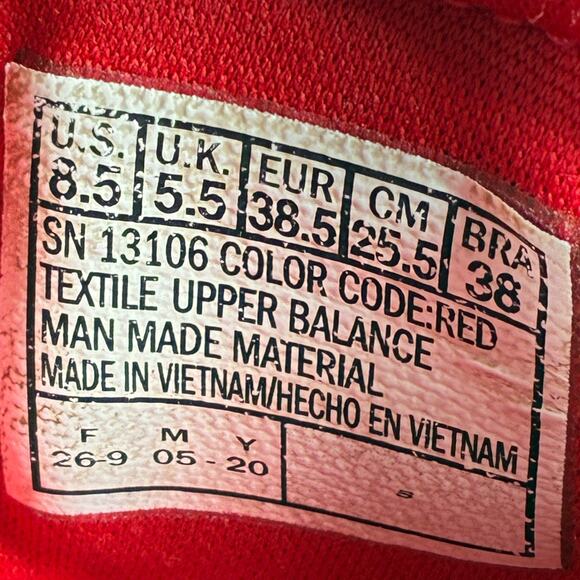 U.S. U.K. EUR CM BRA
8.5 5.5 38.5 25.5 38
SN 13106 COLOR CODE:RED
TEXTILE UPPER BALANCE
MAN MADE MATERIAL
MADE IN VIETNAM/HECHO EN VIETNAM
F M Y
26-9 05 - 20 S